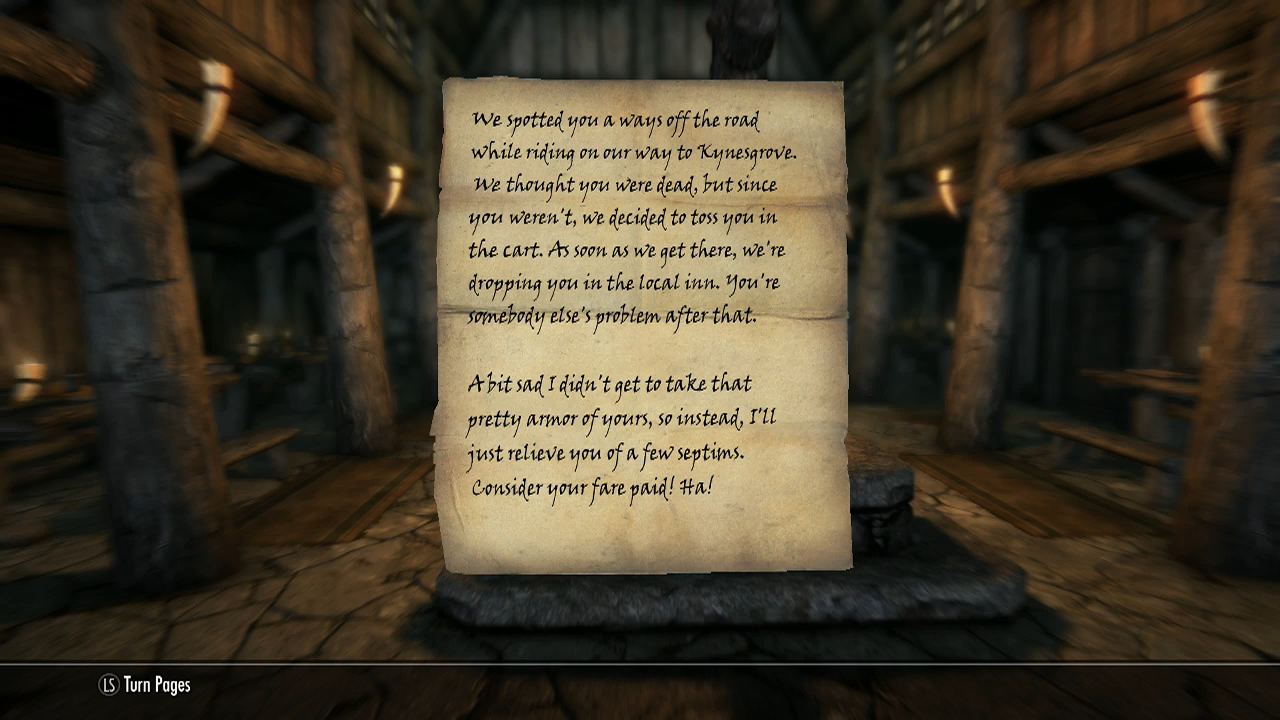 We spotted you a ways off the road
while riding on our way to Kynesgrove.
We thought you were dead, but since
you weren't, we decided to toss you in
the cart. As soon as we get there, we're
dropping you in the local inn. You're
somebody else's problem after that.
A bit sad I didn't get to take that
pretty armor of yours, so instead, I'll
just relieve you of a few septims.
Consider your fare paid! Ha!
LS Turn Pages